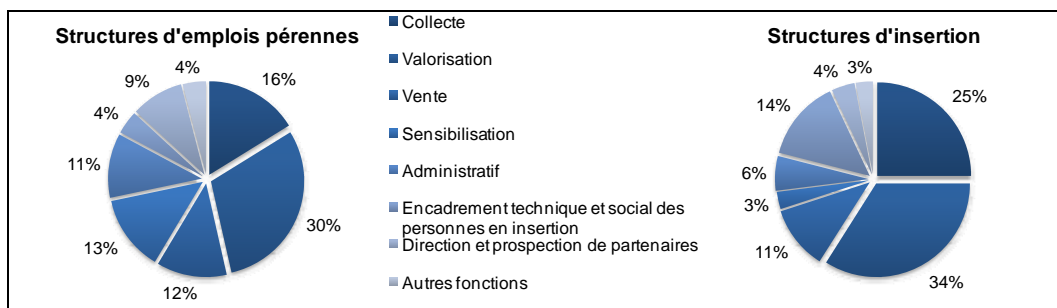 Structures d'emplois pérennes
4%
16%
9%
4%
11%
30%
13%
12%
Collecte
Valorisation
Vente
Sensibilisation
Administratif
Encadrement technique et social des
personnes en insertion
Direction et prospection de partenaires
Autres fonctions
Structures d'insertion
3%
4%
25%
14%
6%
3%
11%
34%